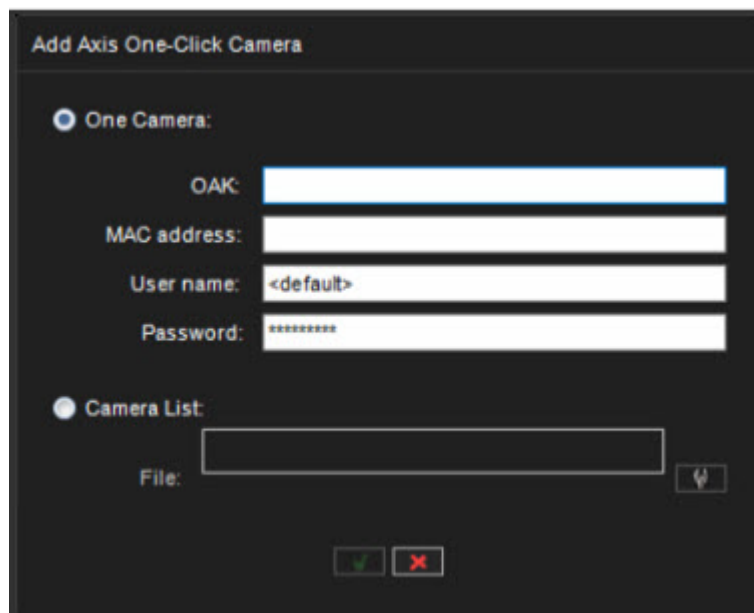 Add Axis One-Click Camera
One Camera:
OAK:
MAC address:
User name: <default>
Password: *********
Camera List:
File: